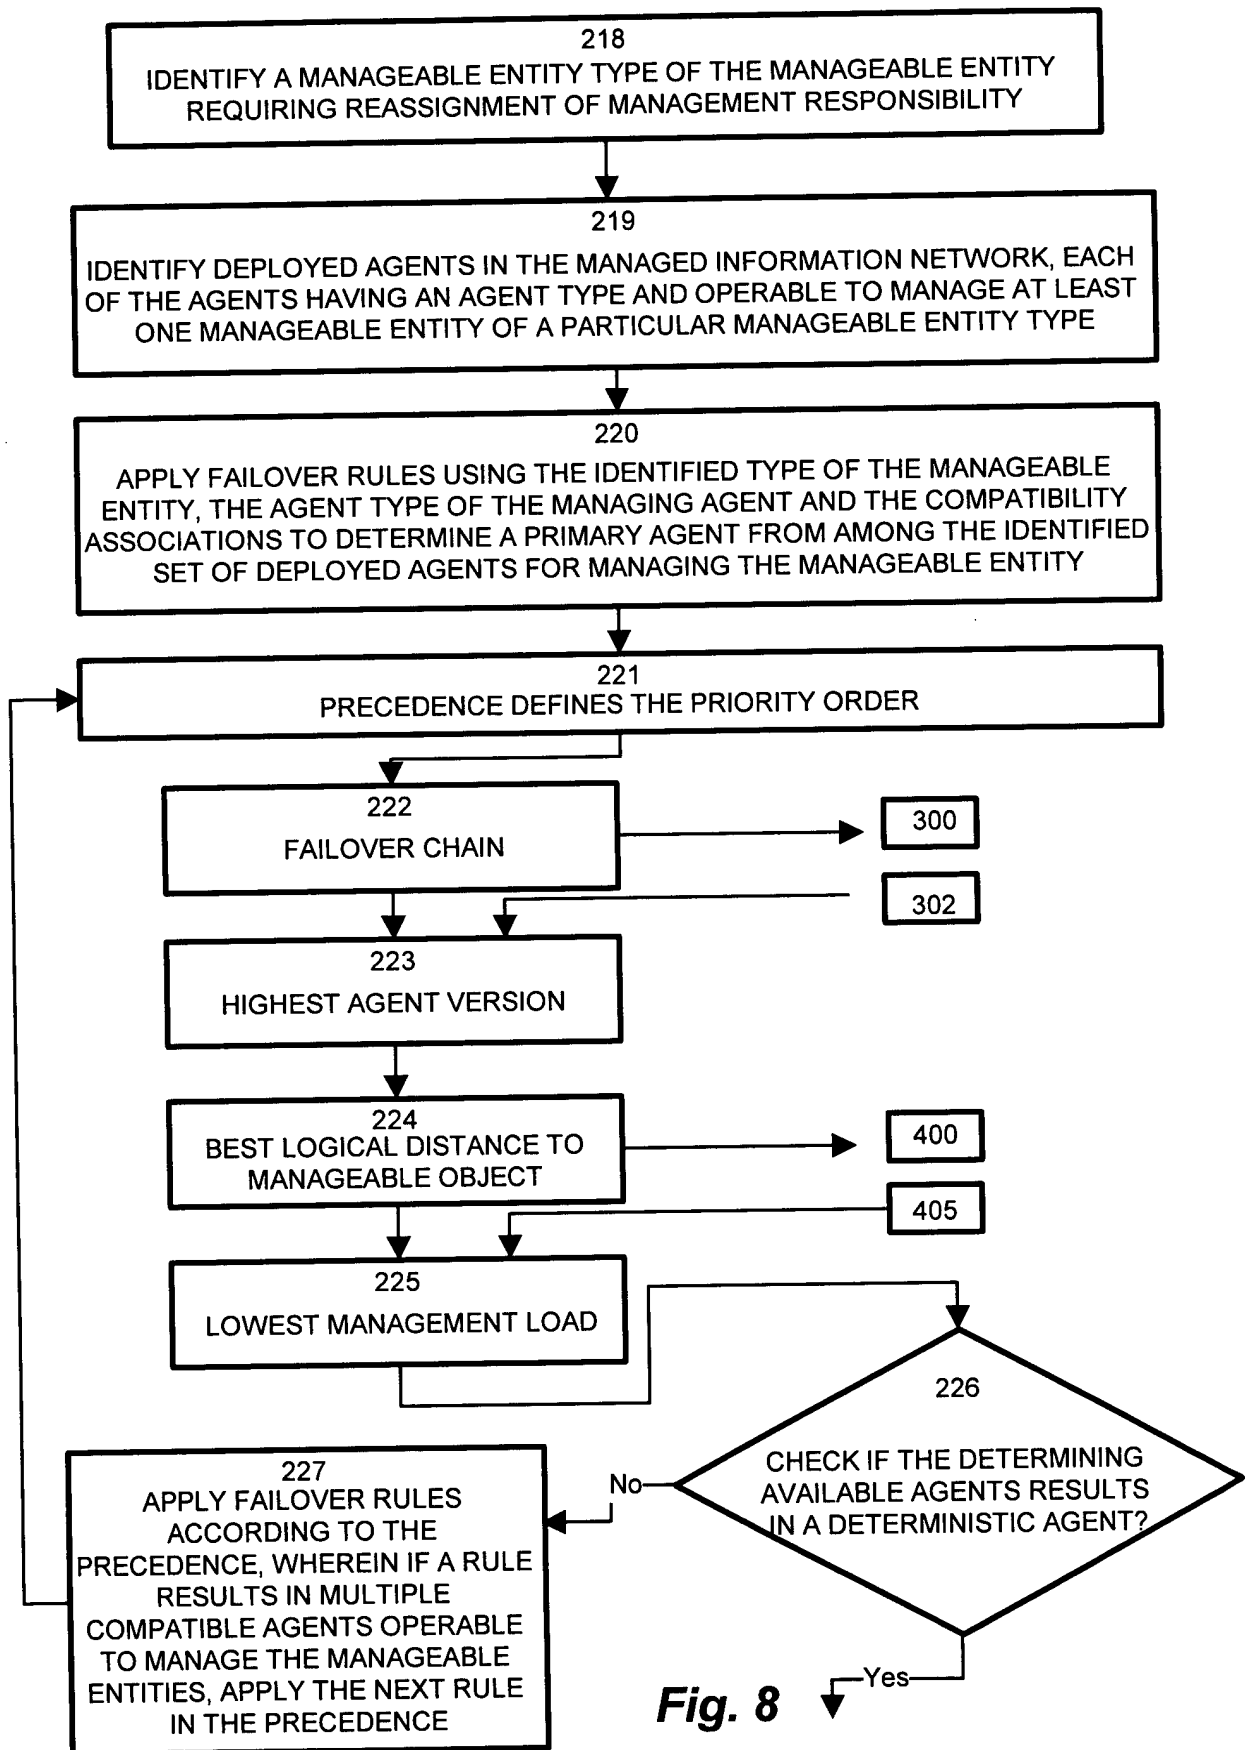 218
IDENTIFY A MANAGEABLE ENTITY TYPE OF THE MANAGEABLE ENTITY
REQUIRING REASSIGNMENT OF MANAGEMENT RESPONSIBILITY
219
IDENTIFY DEPLOYED AGENTS IN THE MANAGED INFORMATION NETWORK, EACH
OF THE AGENTS HAVING AN AGENT TYPE AND OPERABLE TO MANAGE AT LEAST
ONE MANAGEABLE ENTITY OF A PARTICULAR MANAGEABLE ENTITY TYPE
220
APPLY FAILOVER RULES USING THE IDENTIFIED TYPE OF THE MANAGEABLE
ENTITY, THE AGENT TYPE OF THE MANAGING AGENT AND THE COMPATIBILITY
ASSOCIATIONS TO DETERMINE A PRIMARY AGENT FROM AMONG THE IDENTIFIED
SET OF DEPLOYED AGENTS FOR MANAGING THE MANAGEABLE ENTITY
221
PRECEDENCE DEFINES THE PRIORITY ORDER
222
FAILOVER CHAIN
300
302
223
HIGHEST AGENT VERSION
224
BEST LOGICAL DISTANCE TO
MANAGEABLE OBJECT
400
405
225
LOWEST MANAGEMENT LOAD
226
CHECK IF THE DETERMINING
AVAILABLE AGENTS RESULTS
IN A DETERMINISTIC AGENT?
No
Yes
227
APPLY FAILOVER RULES
ACCORDING TO THE
PRECEDENCE, WHEREIN IF A RULE
RESULTS IN MULTIPLE
COMPATIBLE AGENTS OPERABLE
TO MANAGE THE MANAGEABLE
ENTITIES, APPLY THE NEXT RULE
IN THE PRECEDENCE
Fig. 8